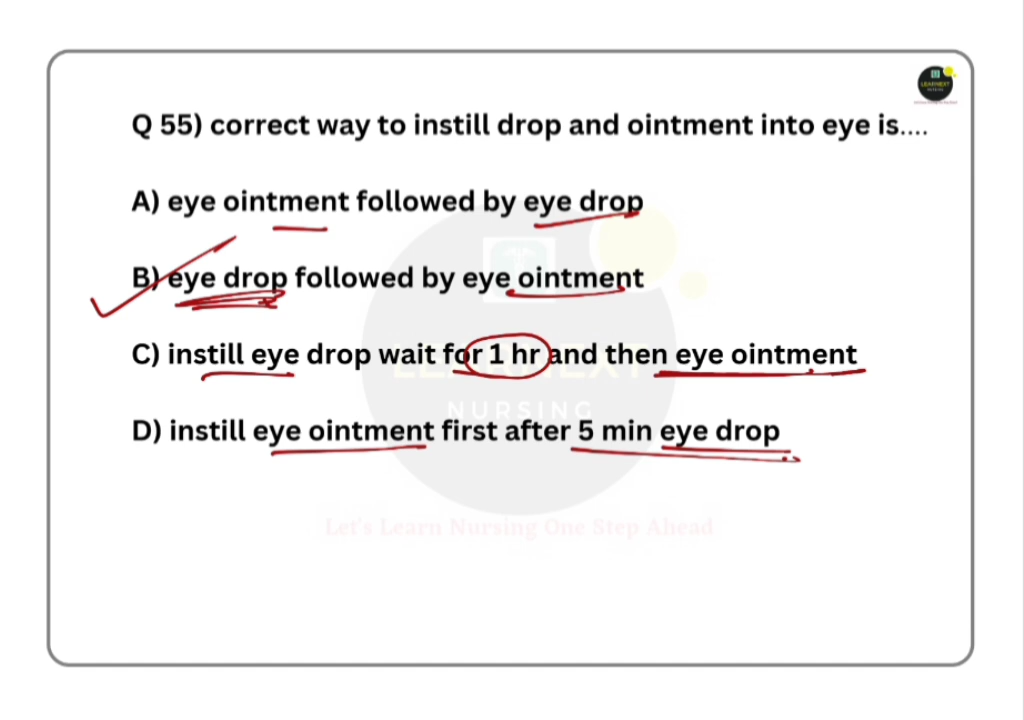 LEARNEXT
Q 55) correct way to instill drop and ointment into eye is....
A) eye ointment followed by eye drop
B) eye drop followed by eye ointment
C) instill eye drop wait for 1 hr and then eye ointment
LEARNEXT
NURSING
D) instill eye ointment first after 5 min eye drop
Let's Learn Nursing One Step Ahead